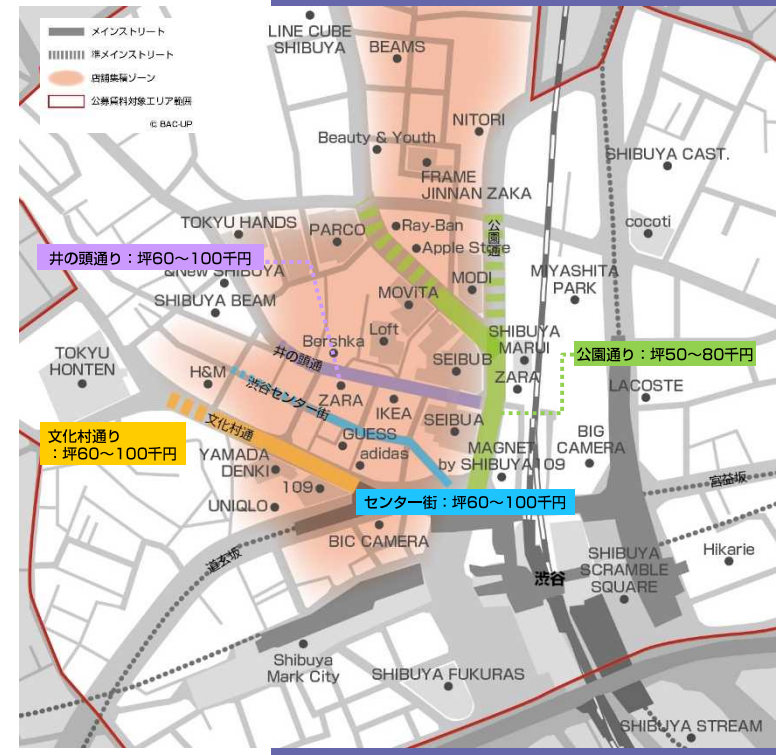 メインストリート
準メインストリート
店舗集積ゾーン
公募賃料対象エリア範囲
© BAC-UP
LINE CUBE
SHIBUYA
BEAMS
NITORI
Beauty & Youth
FRAME
JINNAN ZAKA
SHIBUYA CAST.
TOKYU HANDS
PARCO
Ray-Ban
Apple Store
公園通
cocoti
井の頭通り：坪60～100千円
&New SHIBUYA
MODI
MIYASHITA
PARK
SHIBUYA BEAM
MOViTA
Loft
Bershka
SHIBUYA
MARUI
公園通り：坪50～80千円
TOKYU
HONTEN
井の頭通
SEIBUB
H&M
渋谷センター街
ZARA
ZARA
LACOSTE
IKEA
SEIBUA
文化村通り
：坪60～100千円
文化村通
GUESS
adidas
MAGNET
by SHIBUYA109
BIG
CAMERA
YAMADA
DENKI
109
センター街：坪60～100千円
宮益坂
UNIQLO
BIC CAMERA
道玄坂
渋谷
SHIBUYA
SCRAMBLE
SQUARE
Hikarie
Shibuya
Mark City
SHIBUYA FUKURAS
SHIBUYA STREAM